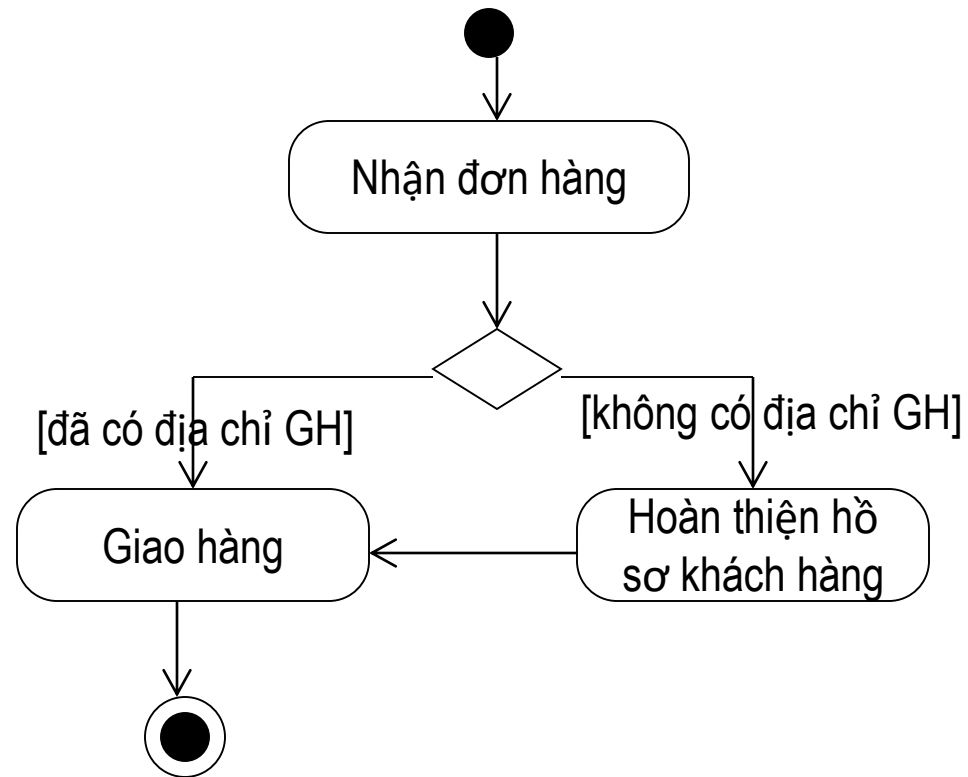 Nhận đơn hàng
[đã có địa chỉ GH]
[không có địa chỉ GH]
Giao hàng
Hoàn thiện hồ
sơ khách hàng